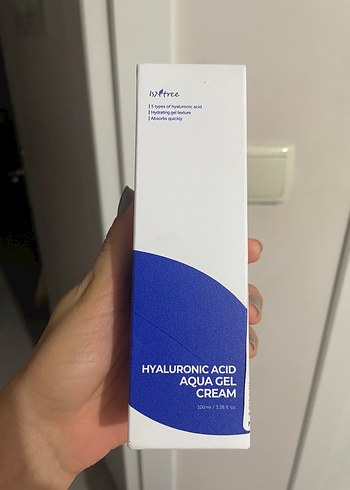 Isntree
5 types of hyaluronic acid
Hydrating gel texture
Absorbs quickly
HYALURONIC ACID
AQUA GEL
CREAM
100 ml / 3.38 fl. oz.